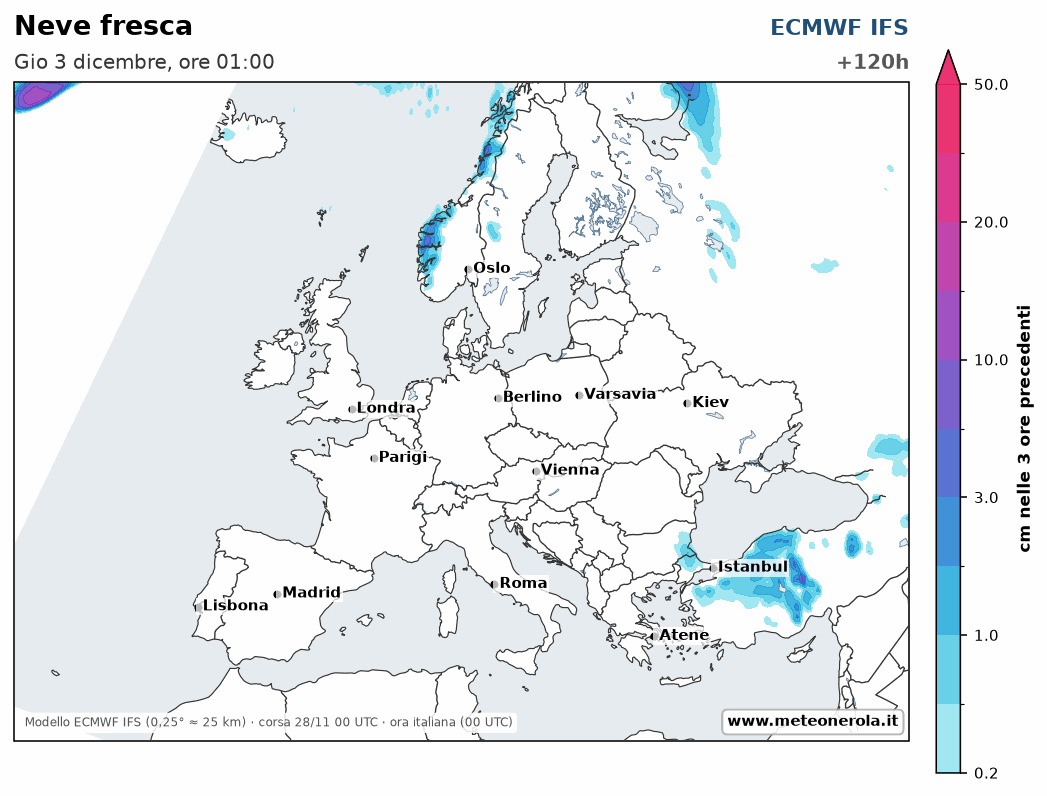 Neve fresca
ECMWF IFS
Gio 3 dicembre, ore 01:00
+120h
50.0
20.0
10.0
3.0
1.0
0.2
cm nelle 3 ore precedenti
Oslo
Berlino
Varsavia
Kiev
Londra
Parigi
Vienna
Istanbul
Roma
Madrid
Lisbona
Atene
Modello ECMWF IFS (0,25° ≈ 25 km) · corsa 28/11 00 UTC · ora italiana (00 UTC)
www.meteonerola.it